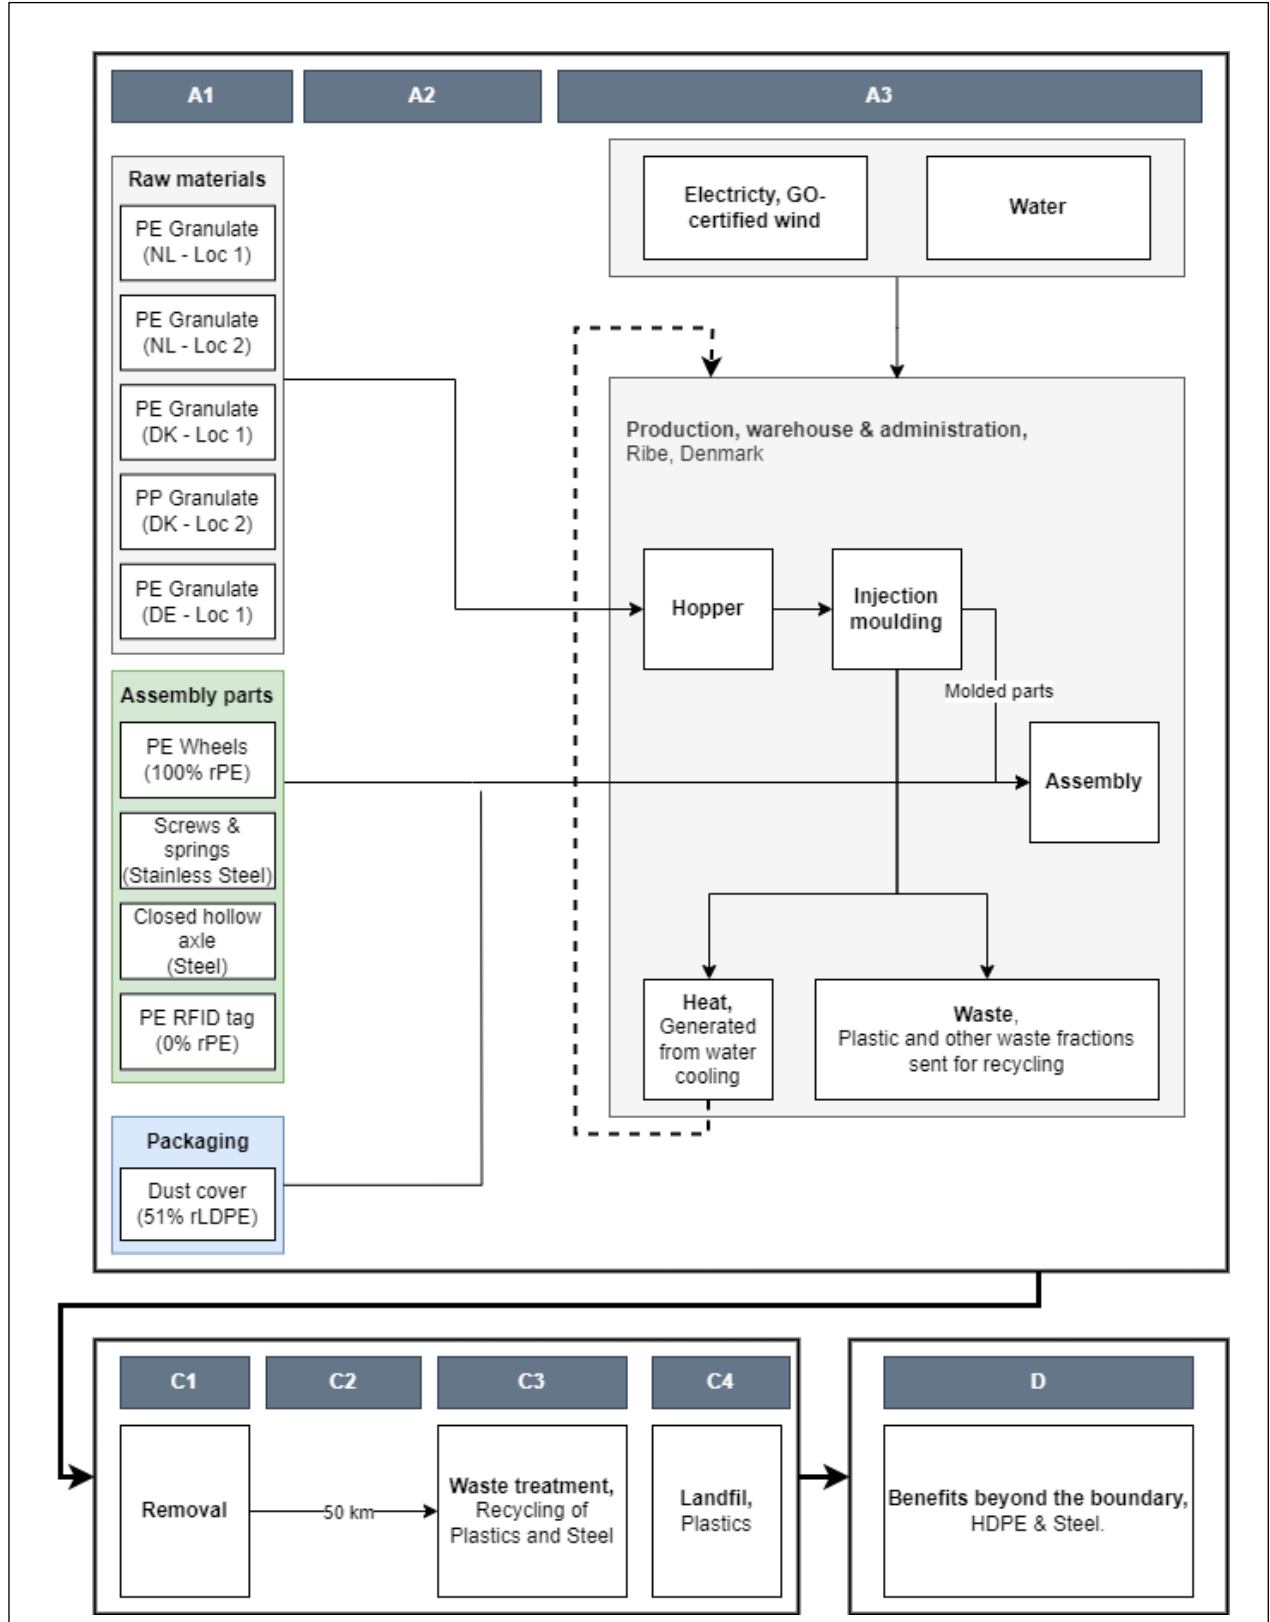 A1
A2
A3
Raw materials
PE Granulate
(NL - Loc 1)
PE Granulate
(NL - Loc 2)
PE Granulate
(DK - Loc 1)
PP Granulate
(DK - Loc 2)
PE Granulate
(DE - Loc 1)
Assembly parts
PE Wheels
(100% rPE)
Screws &
springs
(Stainless Steel)
Closed hollow
axle
(Steel)
PE RFID tag
(0% rPE)
Packaging
Dust cover
(51% rLDPE)
Electricty, GO-
certified wind
Water
Production, warehouse & administration,
Ribe, Denmark
Hopper
Injection
moulding
Molded parts
Assembly
Heat,
Generated
from water
cooling
Waste,
Plastic and other waste fractions
sent for recycling
C1
C2
C3
C4
D
Removal
50 km
Waste treatment,
Recycling of
Plastics and Steel
Landfil,
Plastics
Benefits beyond the boundary,
HDPE & Steel.